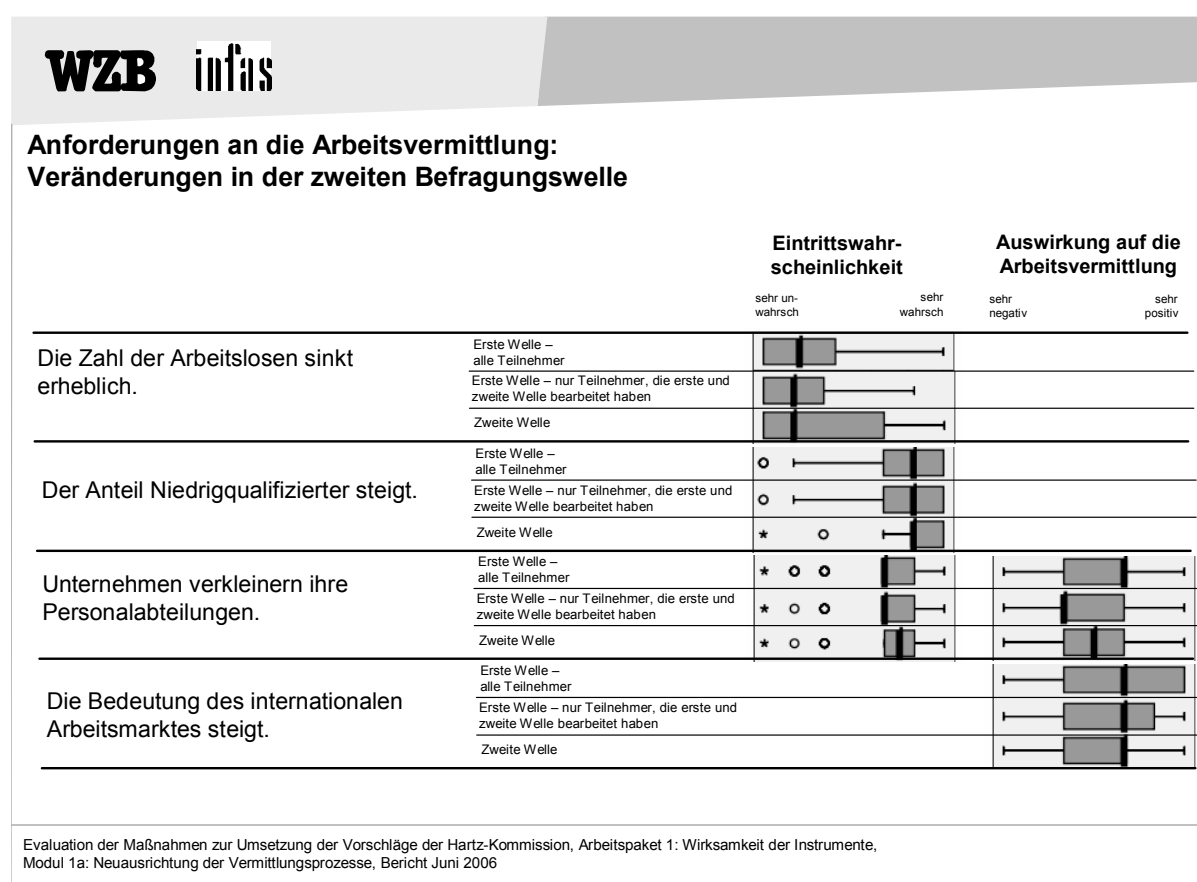 WZB infas
Anforderungen an die Arbeitsvermittlung:
Veränderungen in der zweiten Befragungswelle
Eintrittswahr-
scheinlichkeit
Auswirkung auf die
Arbeitsvermittlung
sehr un-
wahrsch
sehr
wahrsch
sehr
negativ
sehr
positiv
Die Zahl der Arbeitslosen sinkt
erheblich.
Erste Welle –
alle Teilnehmer
Erste Welle – nur Teilnehmer, die erste und
zweite Welle bearbeitet haben
Zweite Welle
Der Anteil Niedrigqualifizierter steigt.
Erste Welle –
alle Teilnehmer
Erste Welle – nur Teilnehmer, die erste und
zweite Welle bearbeitet haben
Zweite Welle
Unternehmen verkleinern ihre
Personalabteilungen.
Erste Welle –
alle Teilnehmer
Erste Welle – nur Teilnehmer, die erste und
zweite Welle bearbeitet haben
Zweite Welle
Die Bedeutung des internationalen
Arbeitsmarktes steigt.
Erste Welle –
alle Teilnehmer
Erste Welle – nur Teilnehmer, die erste und
zweite Welle bearbeitet haben
Zweite Welle
Evaluation der Maßnahmen zur Umsetzung der Vorschläge der Hartz-Kommission, Arbeitspaket 1: Wirksamkeit der Instrumente,
Modul 1a: Neuausrichtung der Vermittlungsprozesse, Bericht Juni 2006